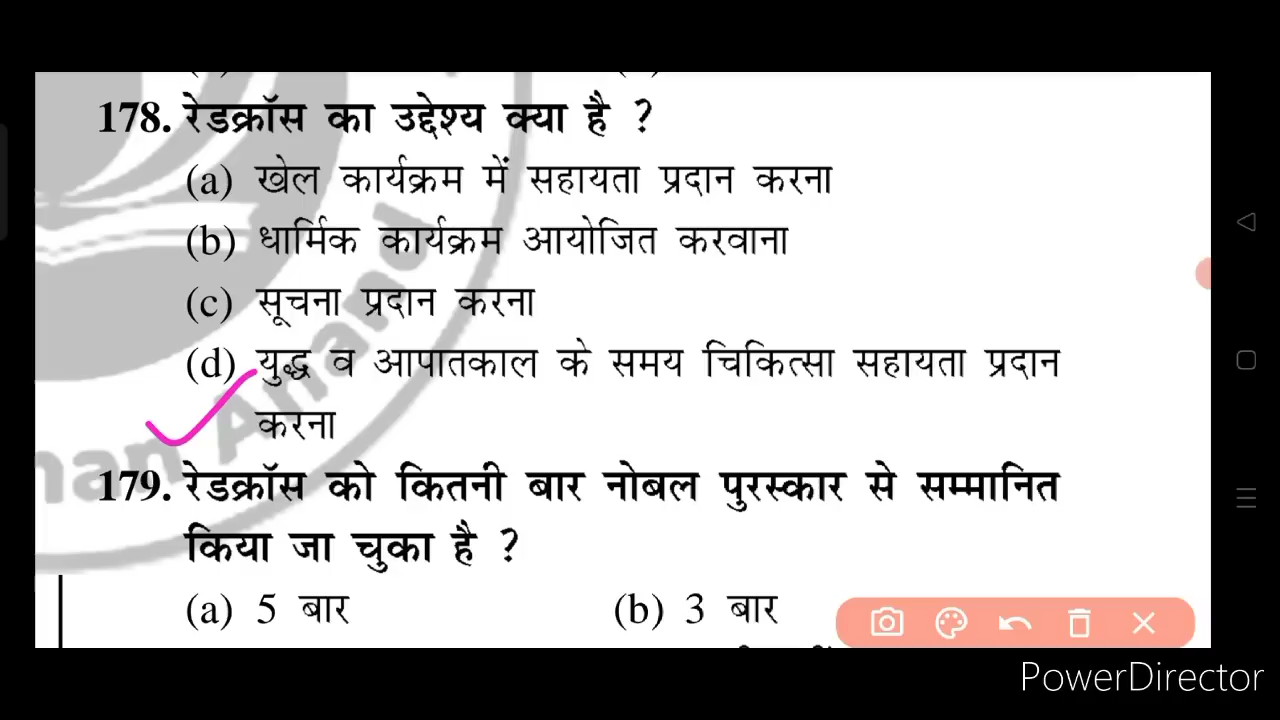 178. रेडक्रॉस का उद्देश्य क्या है ?
(a) खेल कार्यक्रम में सहायता प्रदान करना
(b) धार्मिक कार्यक्रम आयोजित करवाना
(c) सूचना प्रदान करना
(d) युद्ध व आपातकाल के समय चिकित्सा सहायता प्रदान
करना
179. रेडक्रॉस को कितनी बार नोबल पुरस्कार से सम्मानित
किया जा चुका है ?
(a) 5 बार (b) 3 बार
Anand
PowerDirector